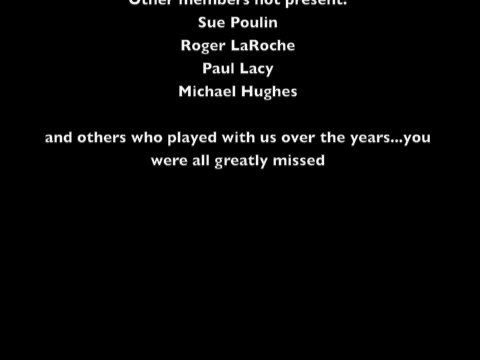 Other members not present:
Sue Poulin
Roger LaRoche
Paul Lacy
Michael Hughes
and others who played with us over the years...you
were all greatly missed